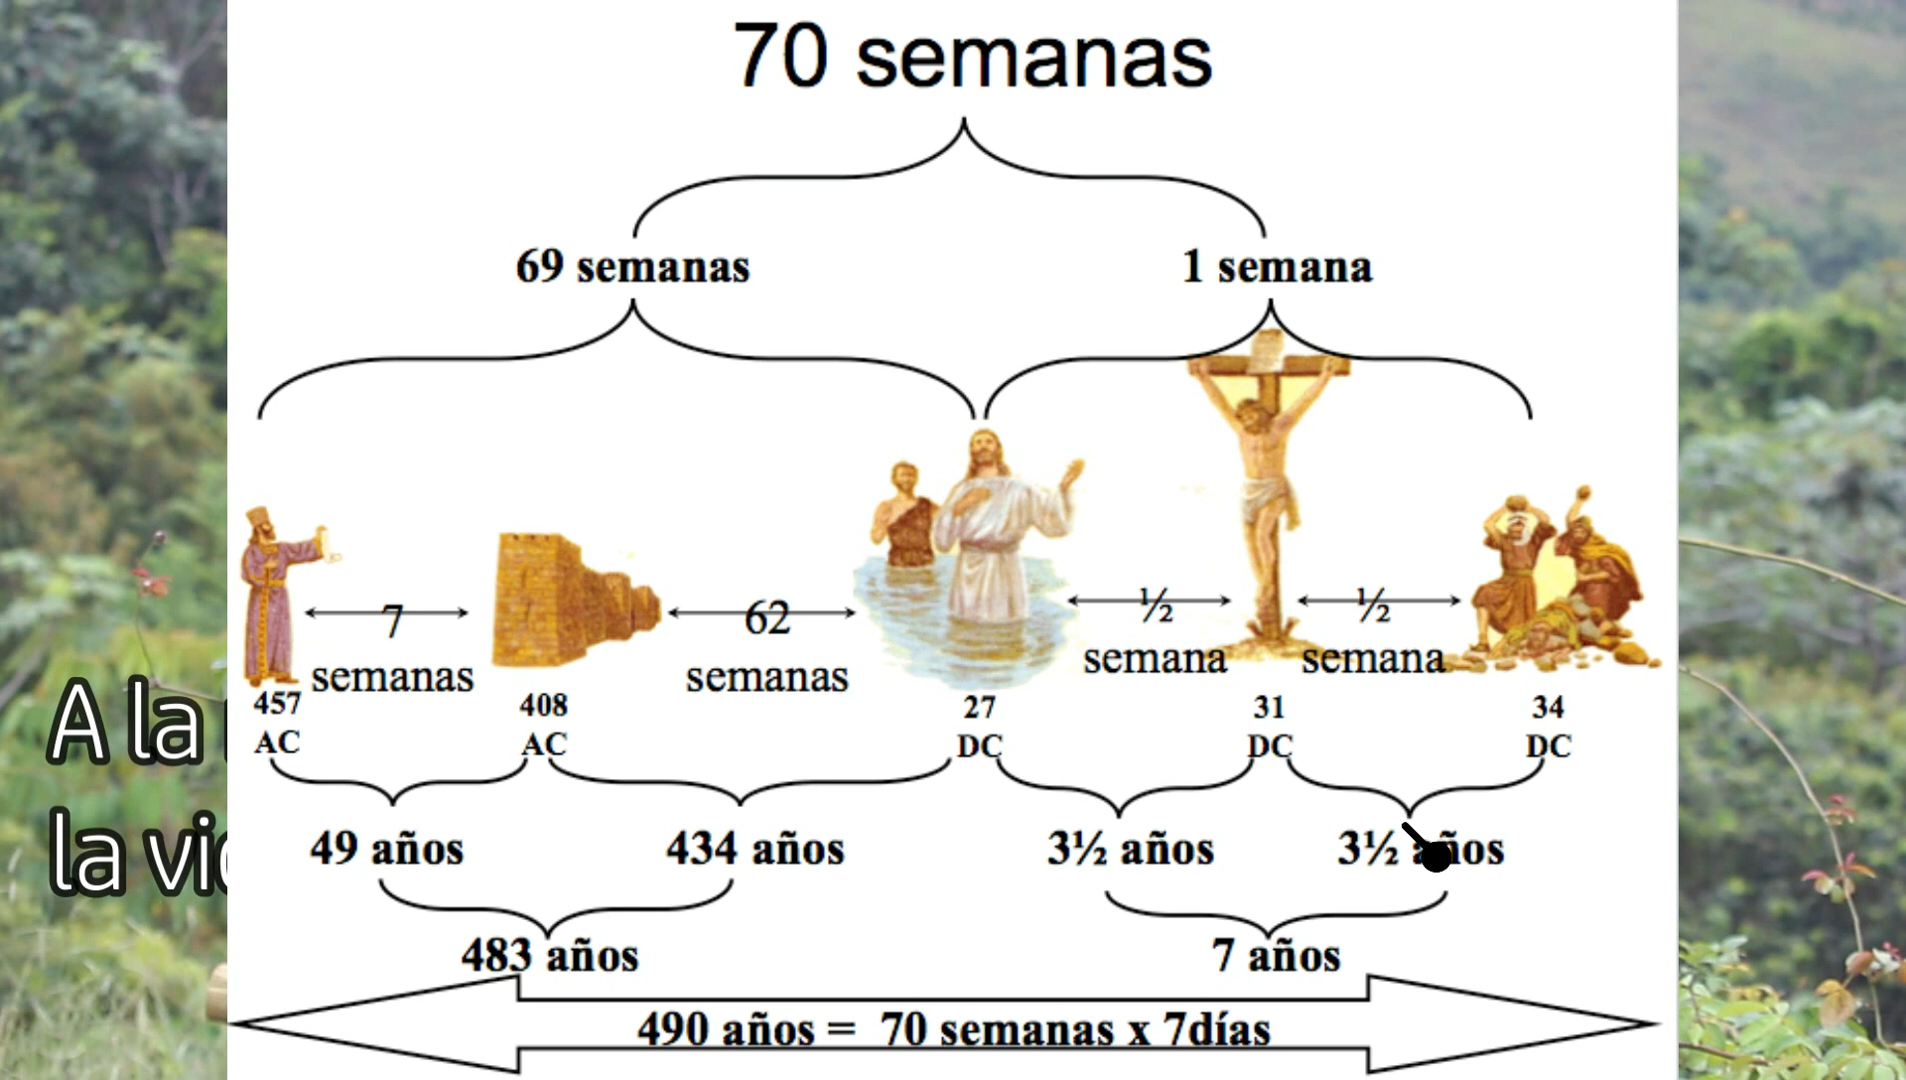 70 semanas
69 semanas
1 semana
7
semanas
62
semanas
½
semana
½
semana
457
AC
408
AC
27
DC
31
DC
34
DC
49 años
434 años
3½ años
3½ años
483 años
7 años
490 años = 70 semanas x 7días
A la
la